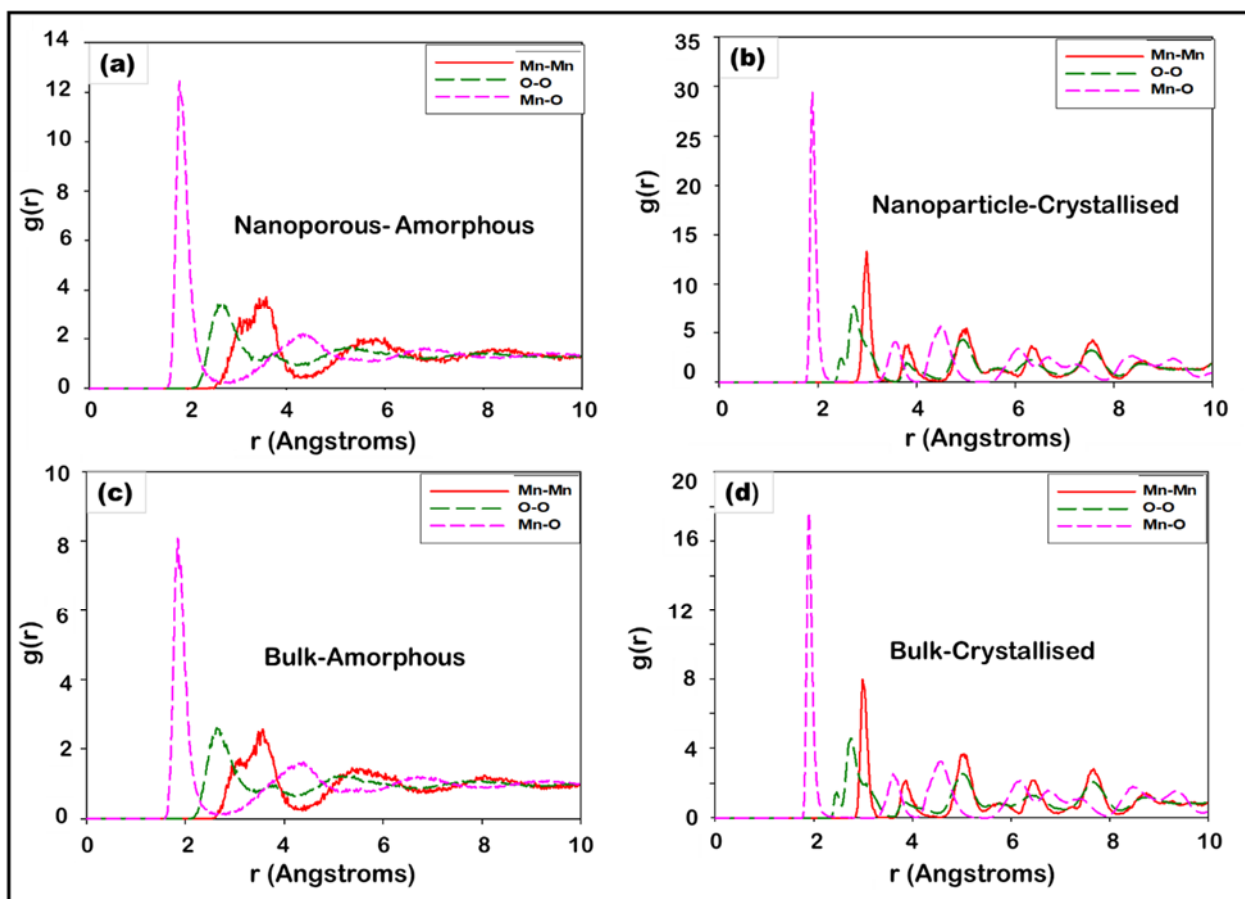 (a)
14
12
10
8
6
4
2
0
g(r)
Mn-Mn
O-O
Mn-O
Nanoporous- Amorphous
0 2 4 6 8 10
r (Angstroms)
(b)
35
30
25
20
15
10
5
0
g(r)
Mn-Mn
O-O
Mn-O
Nanoparticle-Crystallised
0 2 4 6 8 10
r (Angstroms)
(c)
10
8
6
4
2
0
g(r)
Mn-Mn
O-O
Mn-O
Bulk-Amorphous
0 2 4 6 8 10
r (Angstroms)
(d)
20
16
12
8
4
0
g(r)
Mn-Mn
O-O
Mn-O
Bulk-Crystallised
0 2 4 6 8 10
r (Angstroms)